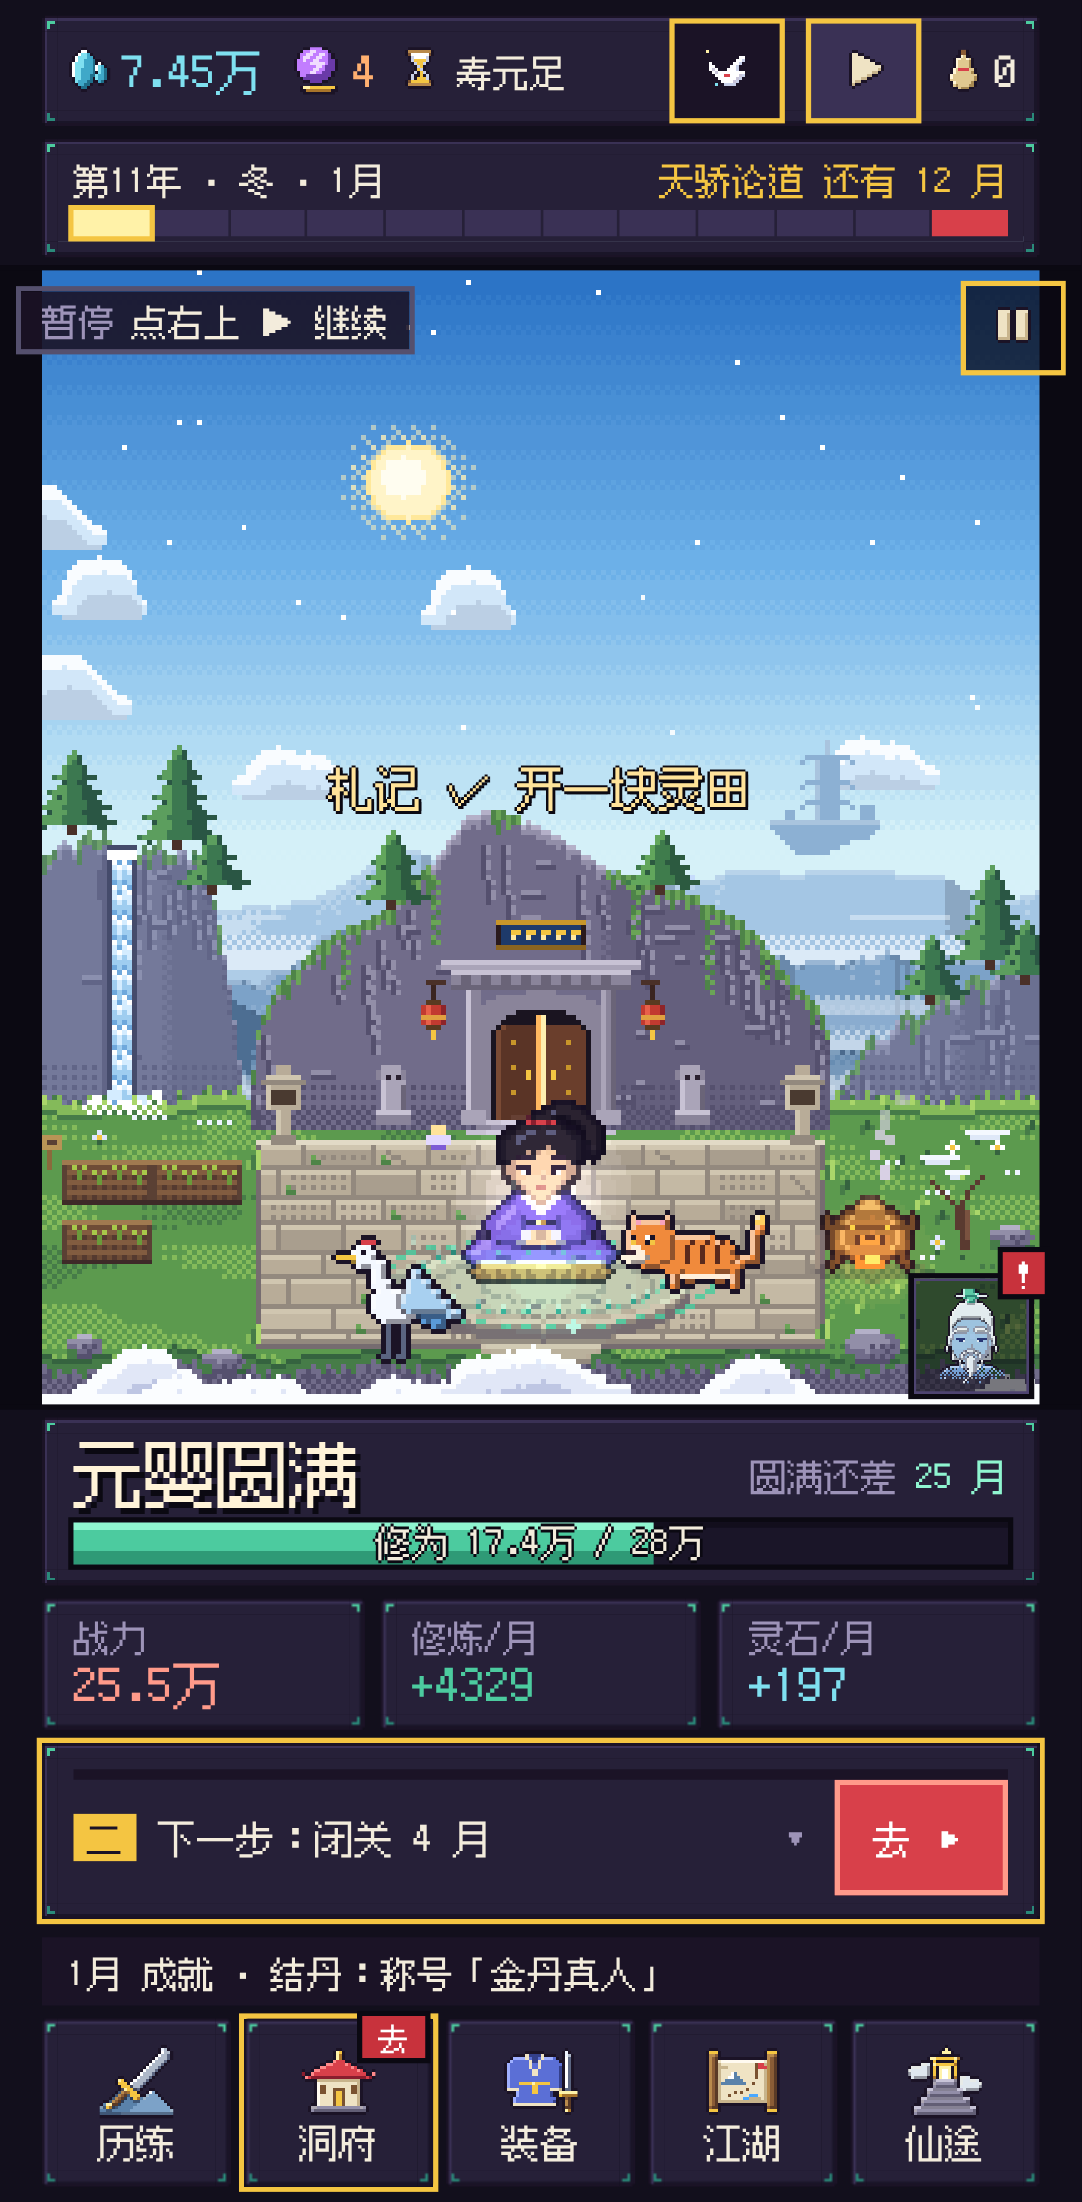 7.45万 4 寿元足 0
第11年 · 冬 · 1月 天骄论道 还有 12 月
暂停 点右上 ▶ 继续
札记 ✓ 开一块灵田
元婴圆满 圆满还差 25 月
修为 17.4万 / 28万
战力 修炼/月 灵石/月
25.5万 +4329 +197
二 下一步：闭关 4 月 ▼ 去 ▶
1月 成就 · 结丹：称号「金丹真人」
去
历练 洞府 装备 江湖 仙途